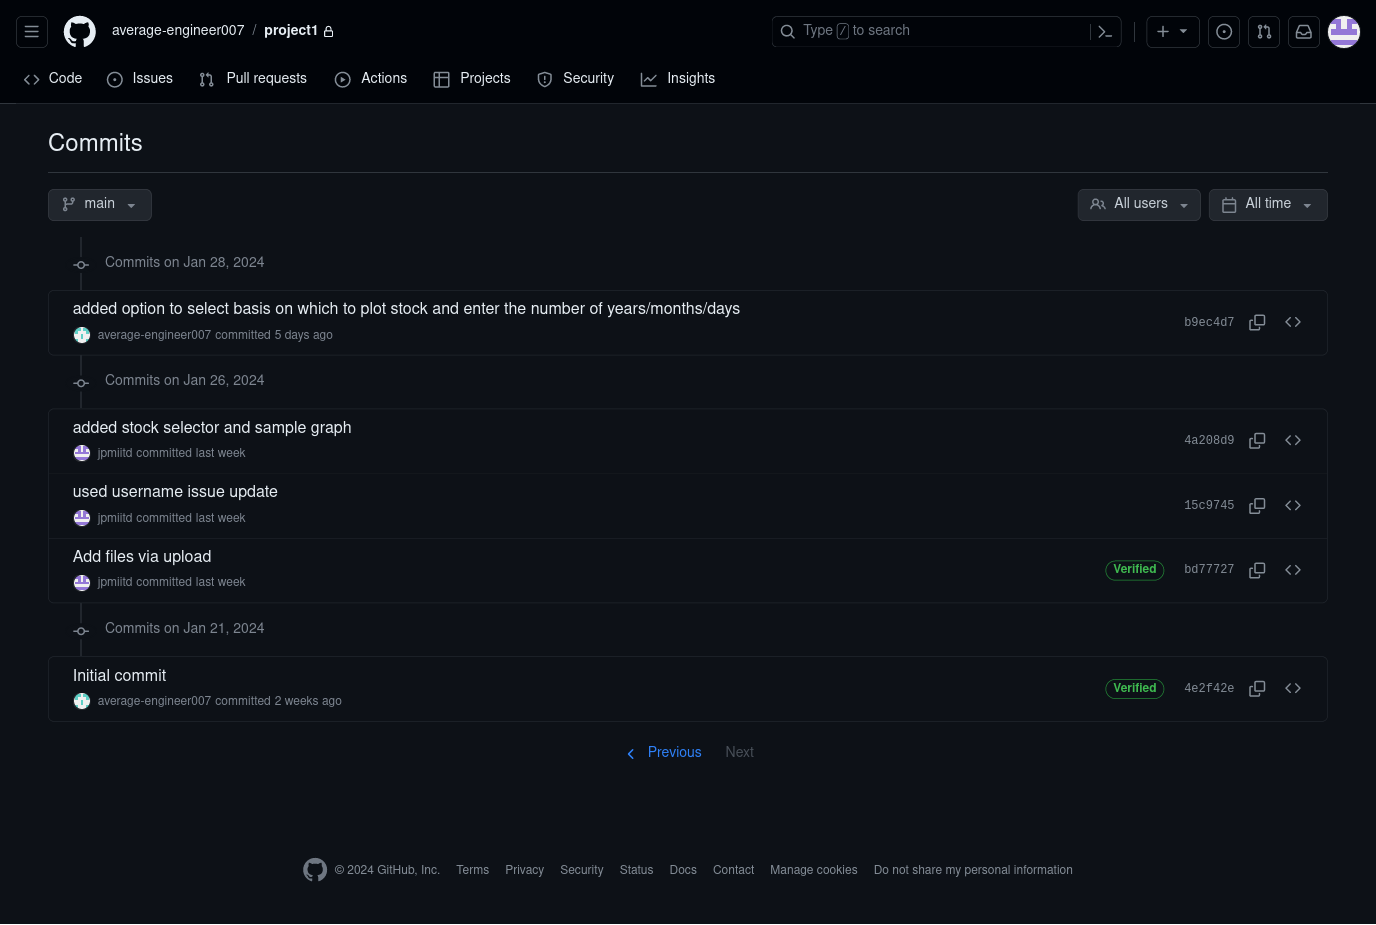 average-engineer007 / project1
Type / to search
Code
Issues
Pull requests
Actions
Projects
Security
Insights
Commits
main
All users
All time
Commits on Jan 28, 2024
added option to select basis on which to plot stock and enter the number of years/months/days
average-engineer007 committed 5 days ago
b9ec4d7
Commits on Jan 26, 2024
added stock selector and sample graph
jpmiitd committed last week
4a208d9
used username issue update
jpmiitd committed last week
15c9745
Add files via upload
jpmiitd committed last week
Verified
bd77727
Commits on Jan 21, 2024
Initial commit
average-engineer007 committed 2 weeks ago
Verified
4e2f42e
Previous
Next
© 2024 GitHub, Inc.
Terms
Privacy
Security
Status
Docs
Contact
Manage cookies
Do not share my personal information